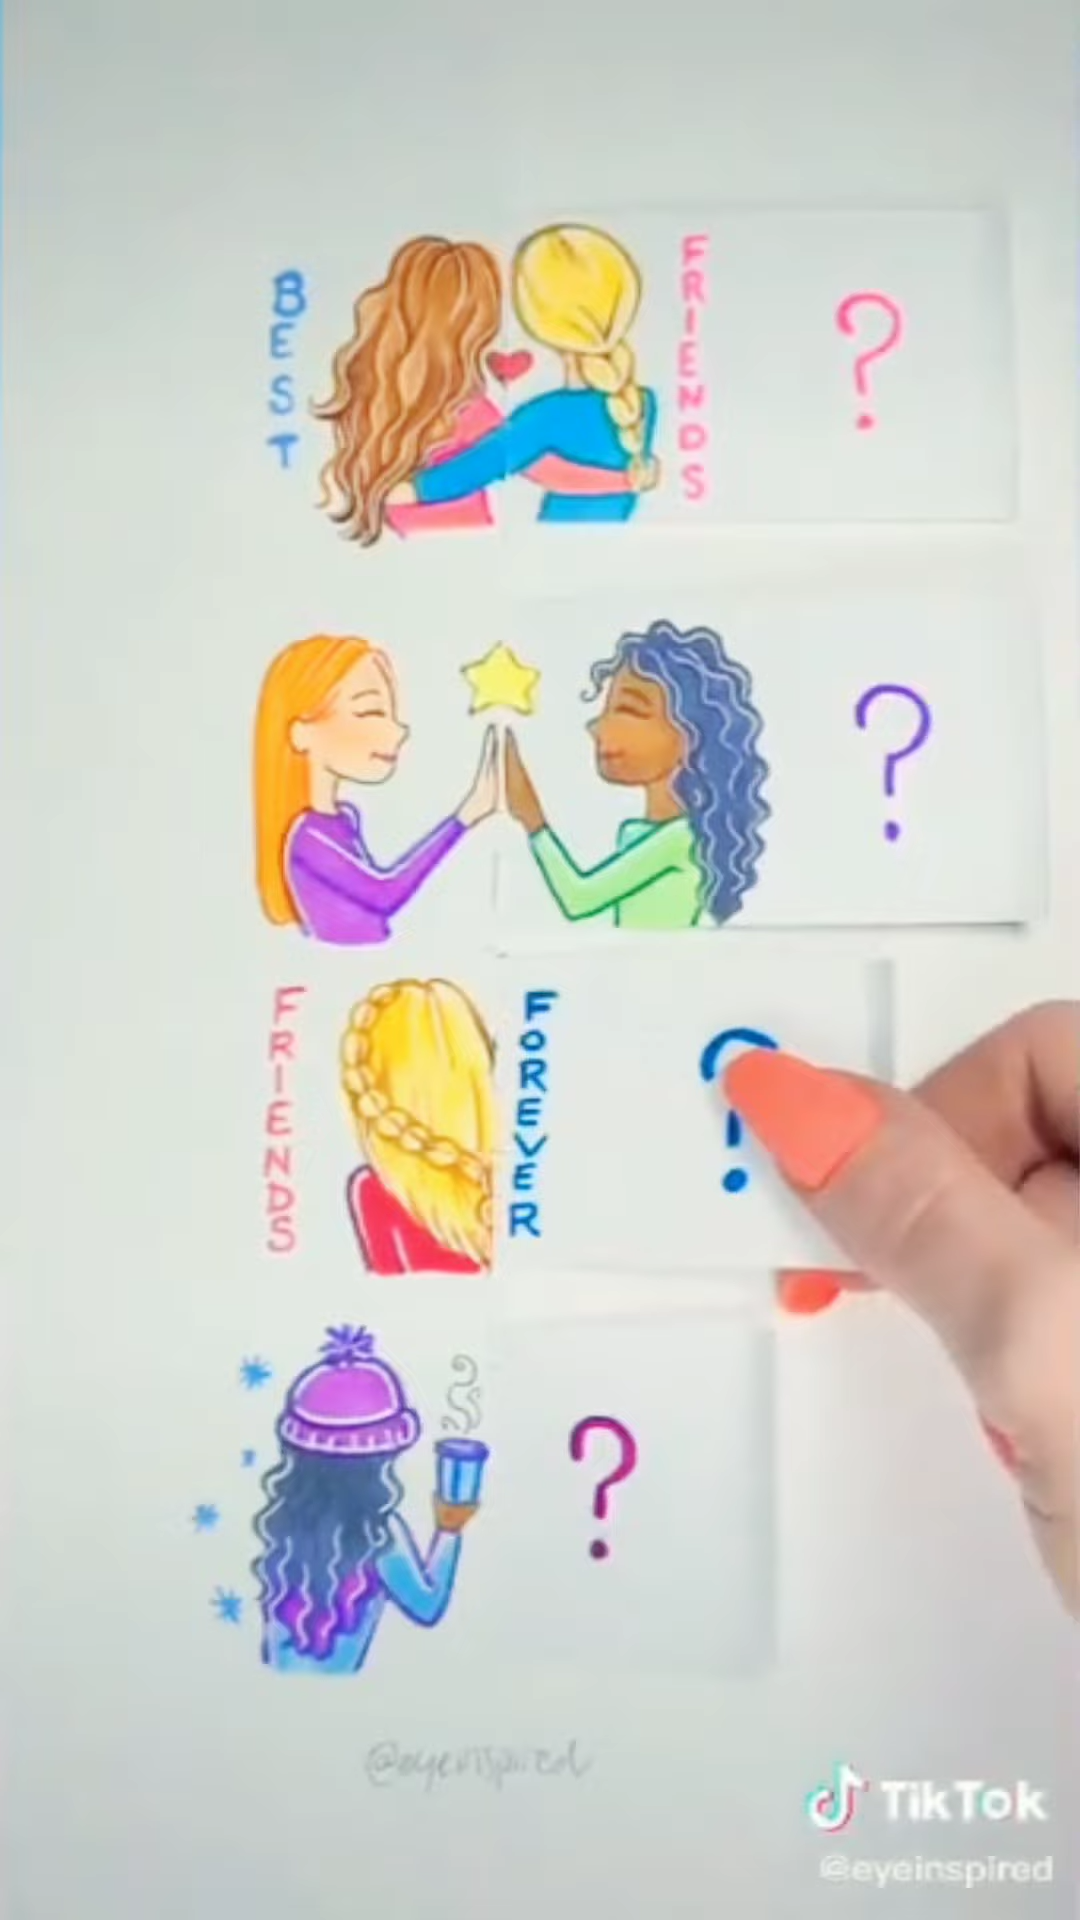 BEST
FRIENDS
?
?
FRIENDS
FOREVER
?
?
@eyeinspired
TikTok
@eyeinspired